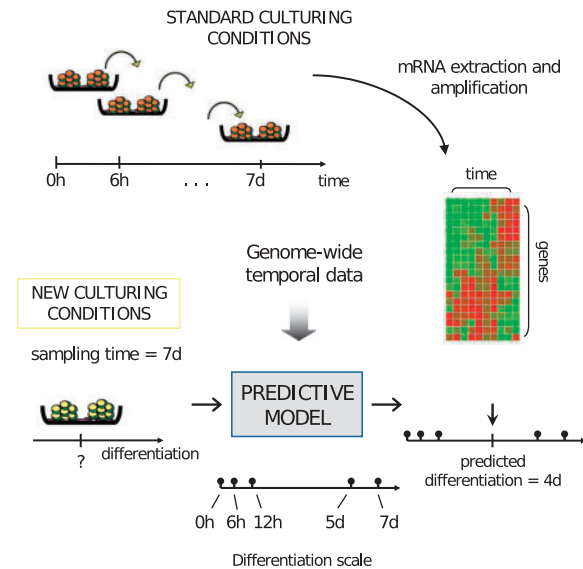 STANDARD CULTURING
CONDITIONS
mRNA extraction and
amplification
0h 6h . . . 7d time
time
genes
Genome-wide
temporal data
NEW CULTURING
CONDITIONS
sampling time = 7d
PREDICTIVE
MODEL
differentiation
?
predicted
differentiation = 4d
0h 6h 12h 5d 7d
Differentiation scale